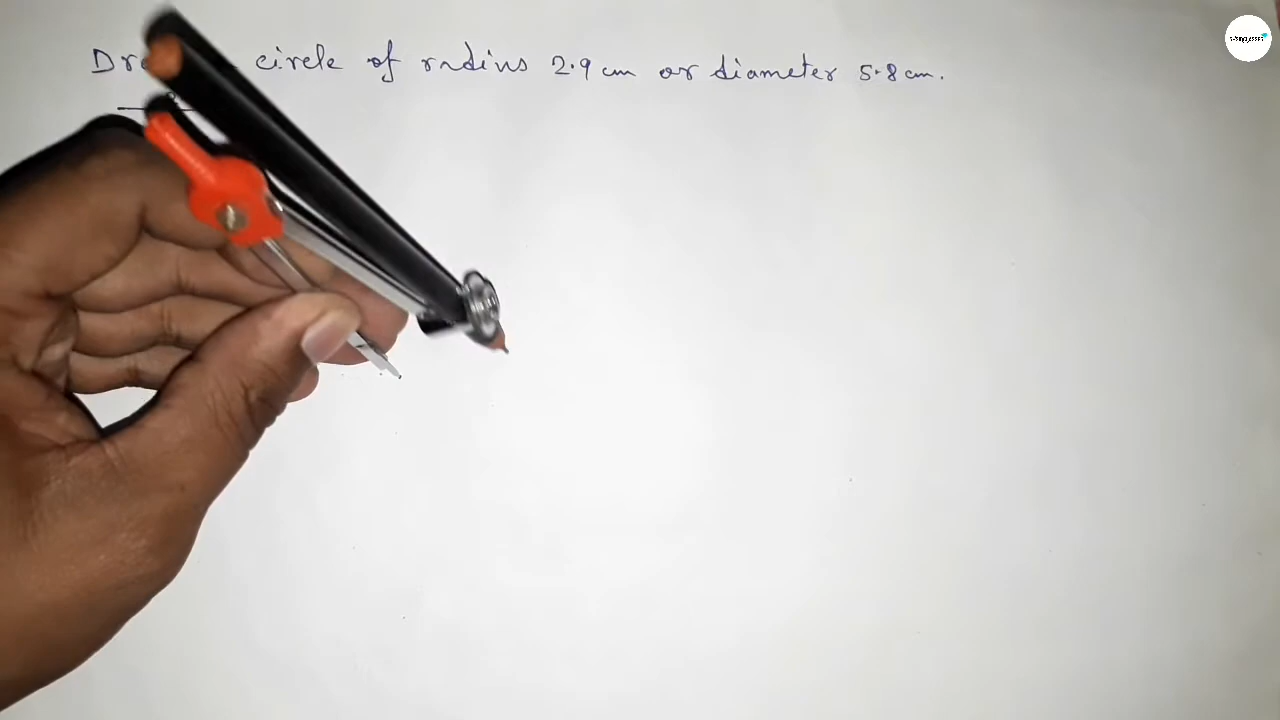 circle of radius 2.9 cm or diameter 5.8 cm.